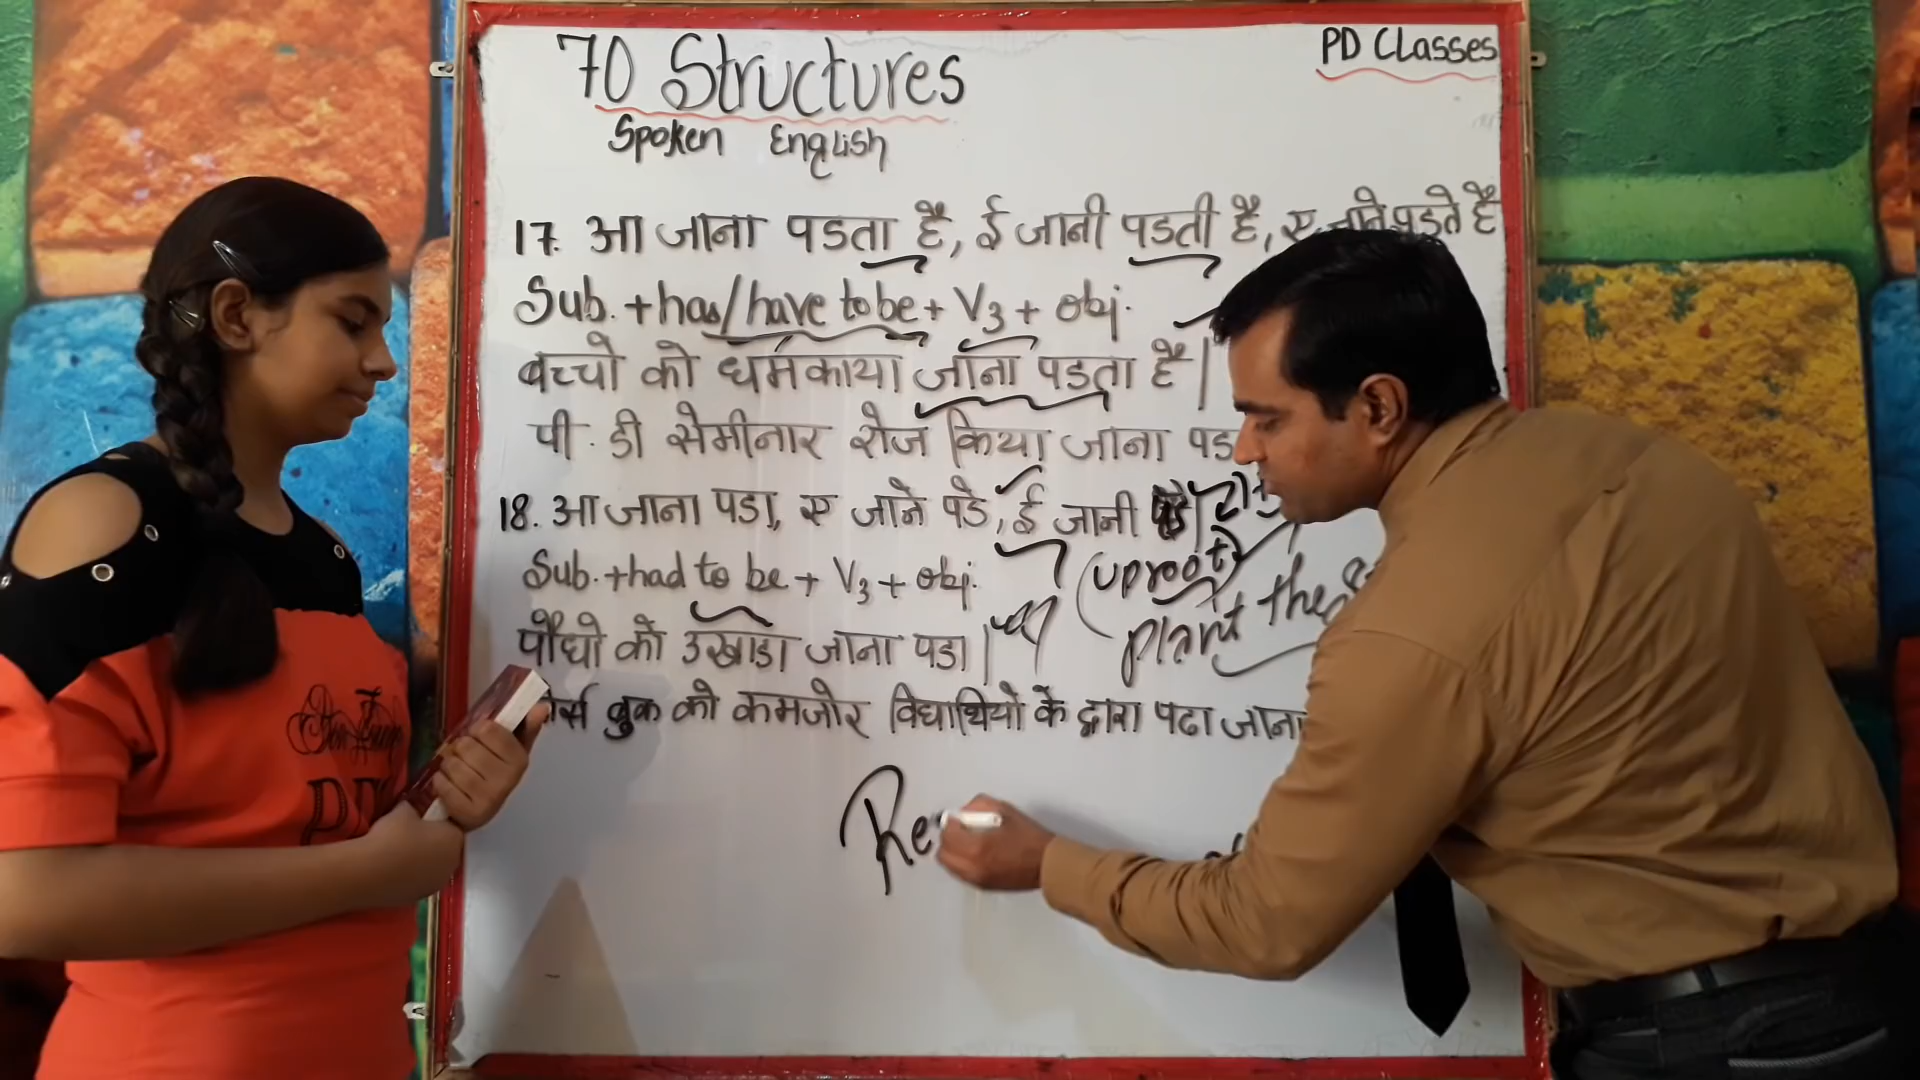 70 Structures
PD Classes
Spoken English
17. आ जाना पडता है, ई जानी पडती है, ए जाने पडते है
Sub. + has/have to be + V3 + obj.
बच्चो को धमकाया जाना पडता है|
पी. डी सेमीनार रोज किया जाना पड
18. आ जाना पडा, ए जाने पडे, ई जानी
Sub. + had to be + V3 + obj.
(uproot)
plant the
पौधो को उखाडा जाना पडा|
बुक को कमजोर विद्यार्थियो के द्वारा पढा जाना
Re